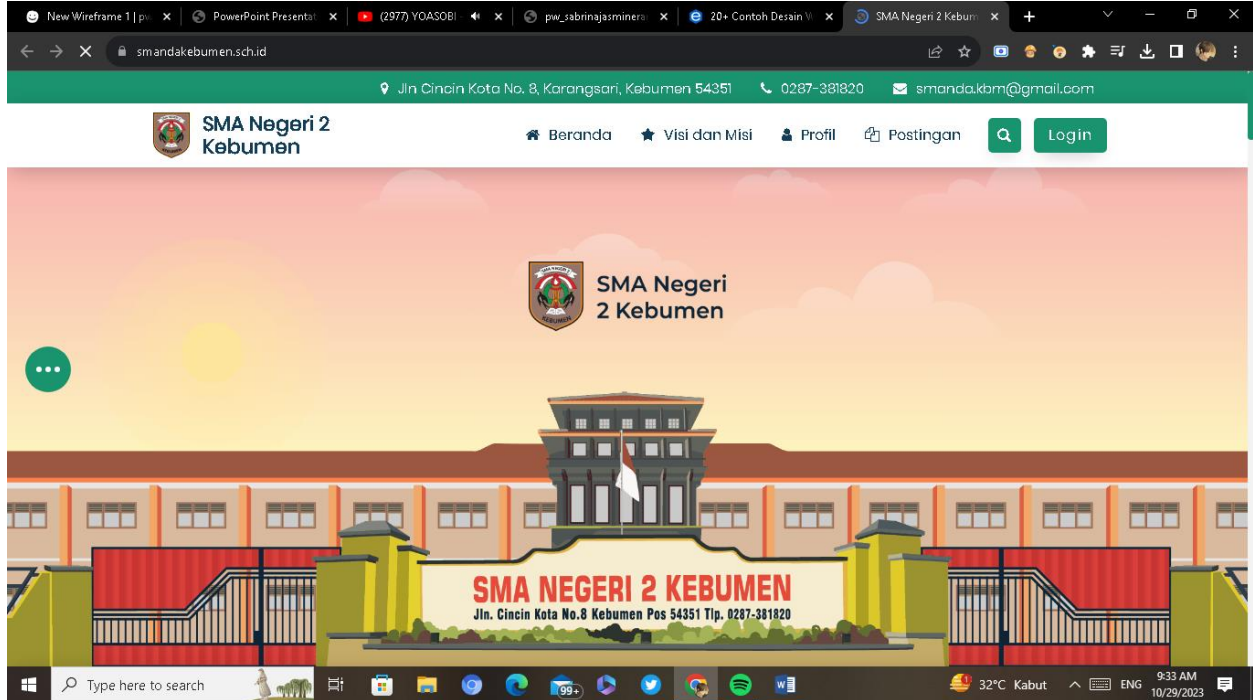 New Wireframe 1 | pw
PowerPoint Presentat
(2977) YOASOBI -
pw_sabrinajasminera
20+ Contoh Desain W
SMA Negeri 2 Kebum
smandakebumen.sch.id
Jln Cincin Kota No. 8, Karangsari, Kebumen 54351 0287-381820 smanda.kbm@gmail.com
SMA Negeri 2
Kebumen
Beranda Visi dan Misi Profil Postingan Login
SMA Negeri
2 Kebumen
SMA NEGERI 2 KEBUMEN
Jln. Cincin Kota No.8 Kebumen Pos 54351 Tlp. 0287-381820
Type here to search
99+
32°C Kabut
ENG
9:33 AM
10/29/2023